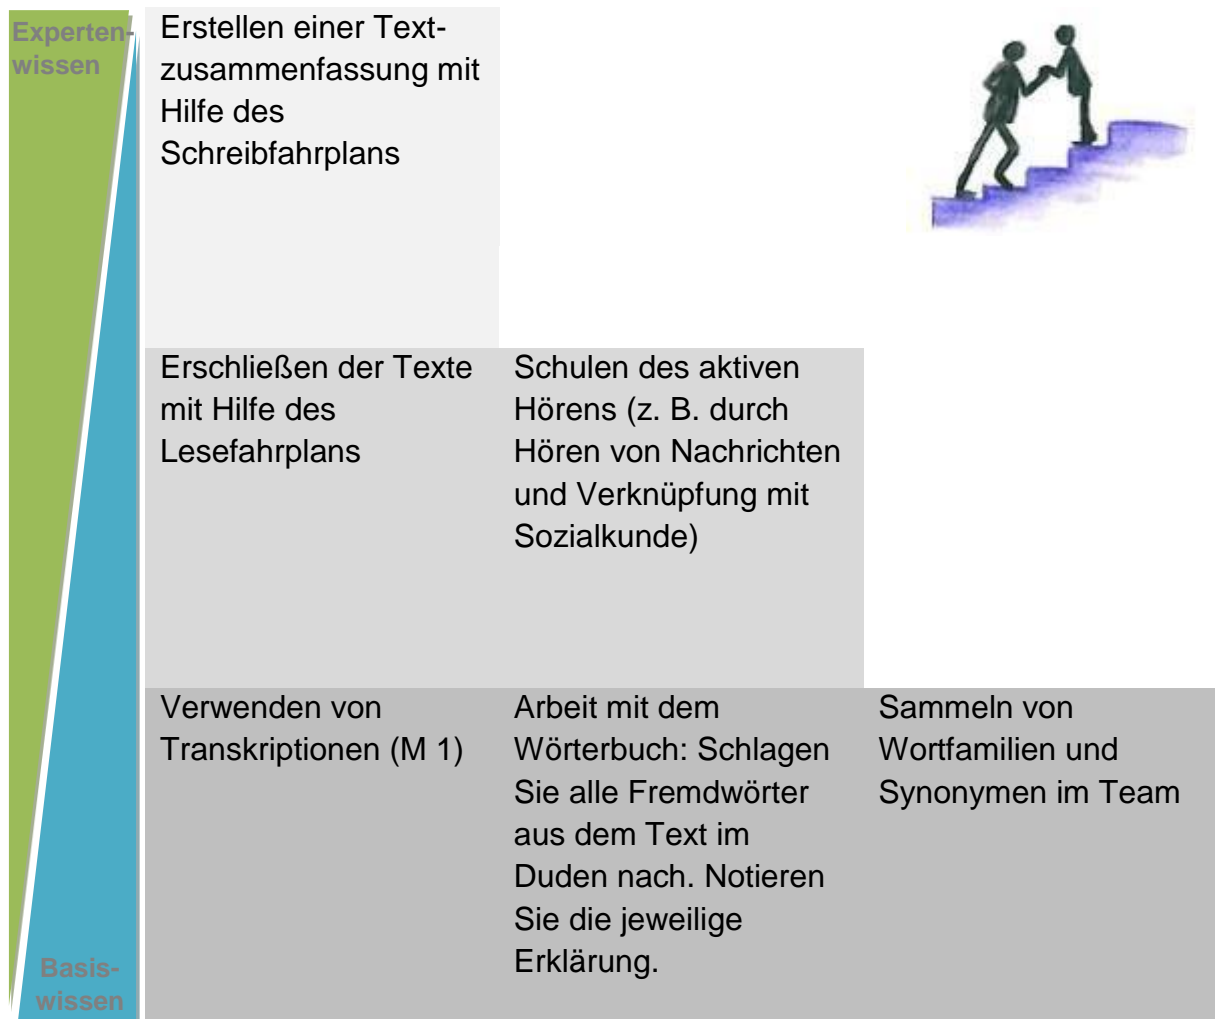 Experten-
wissen
Erstellen einer Text-
zusammenfassung mit
Hilfe des
Schreibfahrplans
Erschließen der Texte
mit Hilfe des
Lesefahrplans
Schulen des aktiven
Hörens (z. B. durch
Hören von Nachrichten
und Verknüpfung mit
Sozialkunde)
Verwenden von
Transkriptionen (M 1)
Arbeit mit dem
Wörterbuch: Schlagen
Sie alle Fremdwörter
aus dem Text im
Duden nach. Notieren
Sie die jeweilige
Erklärung.
Sammeln von
Wortfamilien und
Synonymen im Team
Basis-
wissen